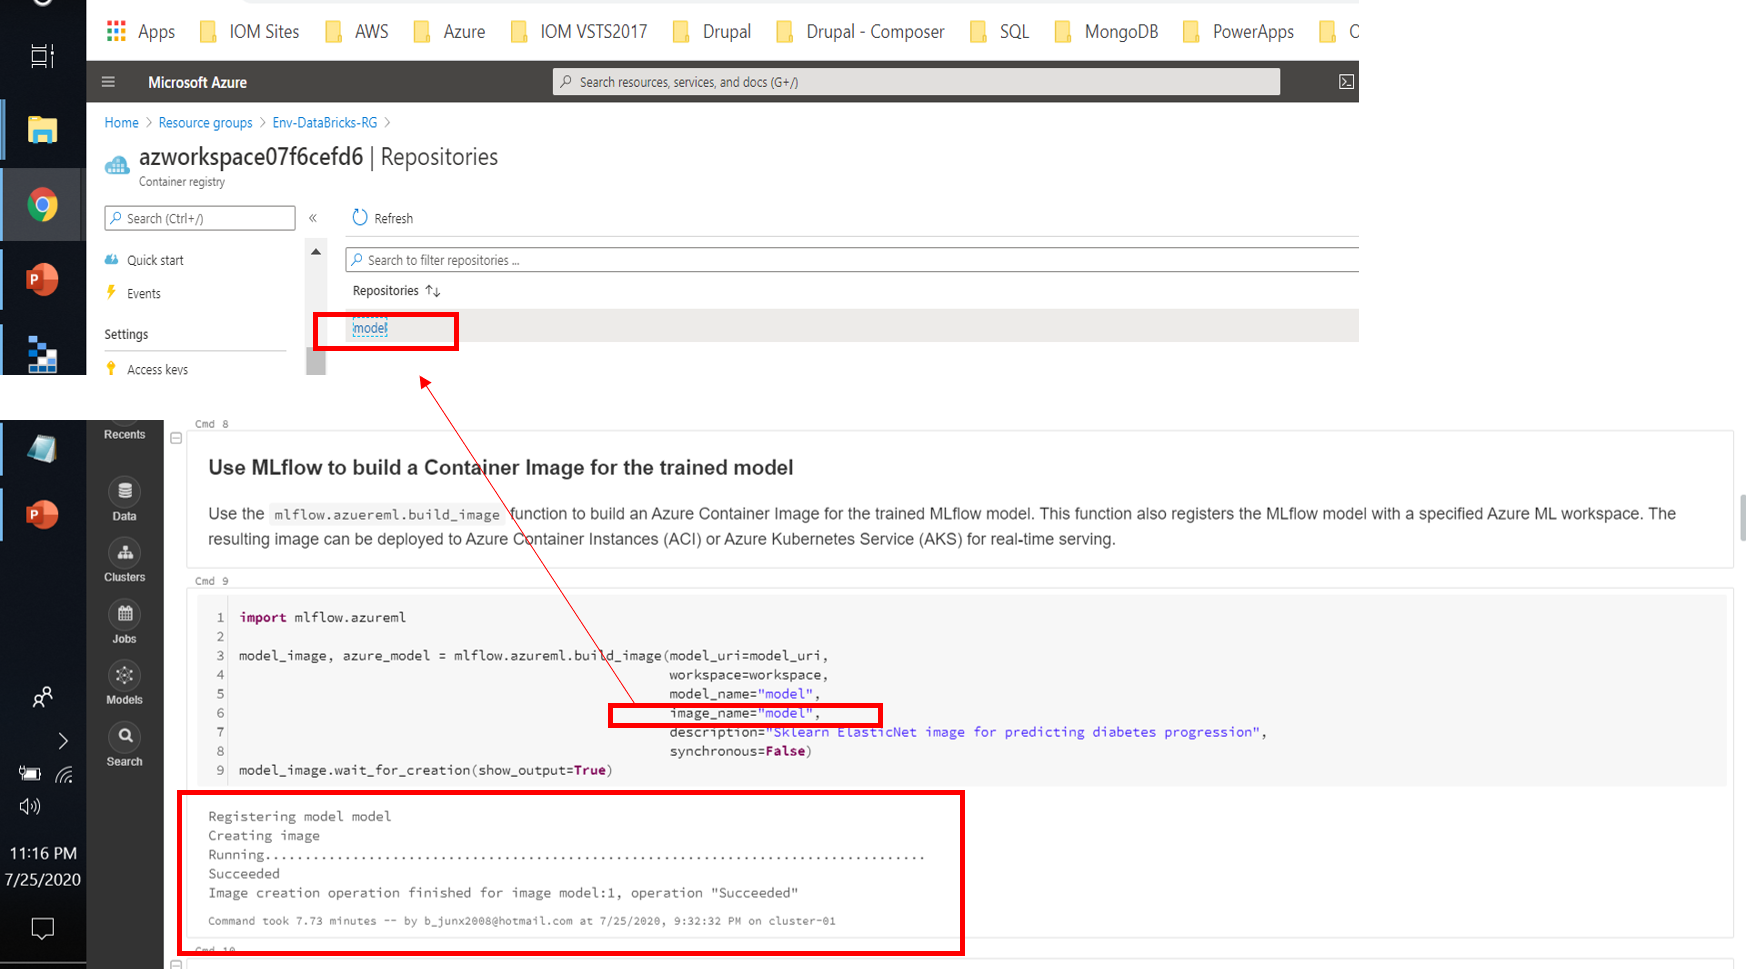 Apps IOM Sites AWS Azure IOM VSTS2017 Drupal Drupal - Composer SQL MongoDB PowerApps
Microsoft Azure Search resources, services, and docs (G+/)
Home > Resource groups > Env-DataBricks-RG >
azworkspace07f6cefd6 | Repositories
Container registry
Search (Ctrl+/) « Refresh
Quick start Search to filter repositories ...
Events Repositories ↑↓
Settings model
Access keys
Cmd 8
Recents
Use MLflow to build a Container Image for the trained model
Use the mlflow.azuereml.build_image function to build an Azure Container Image for the trained MLflow model. This function also registers the MLflow model with a specified Azure ML workspace. The
resulting image can be deployed to Azure Container Instances (ACI) or Azure Kubernetes Service (AKS) for real-time serving.
Data
Clusters
Jobs
Models
Search
Cmd 9
1 import mlflow.azureml
2
3 model_image, azure_model = mlflow.azureml.build_image(model_uri=model_uri,
4 workspace=workspace,
5 model_name="model",
6 image_name="model",
7 description="Sklearn ElasticNet image for predicting diabetes progression",
8 synchronous=False)
9 model_image.wait_for_creation(show_output=True)
Registering model model
Creating image
Running.....................................................................................
Succeeded
Image creation operation finished for image model:1, operation "Succeeded"
Command took 7.73 minutes -- by b_junx2008@hotmail.com at 7/25/2020, 9:32:32 PM on cluster-01
Cmd 10
11:16 PM
7/25/2020